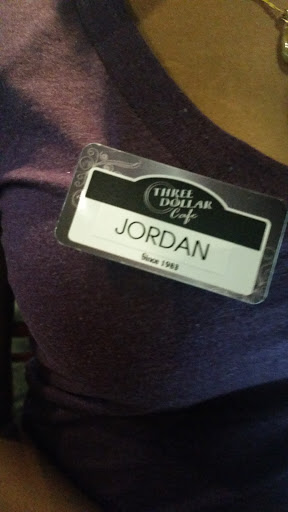 THREE
DOLLAR
Cafe
JORDAN
Since 1983